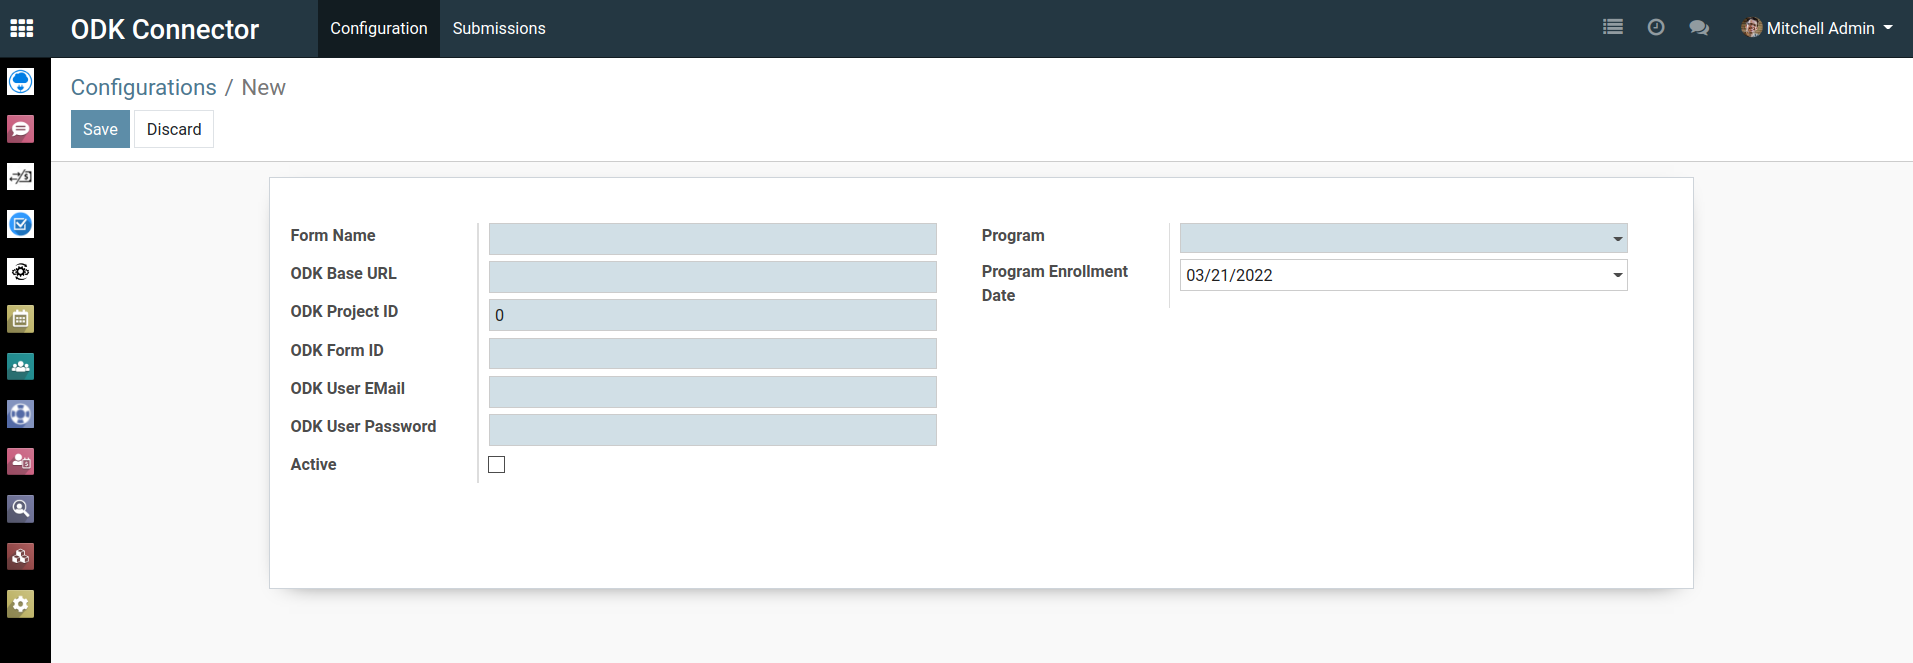 ODK Connector
Configuration
Submissions
Mitchell Admin
Configurations / New
Save
Discard
Form Name
ODK Base URL
ODK Project ID
0
ODK Form ID
ODK User EMail
ODK User Password
Active
Program
Program Enrollment
Date
03/21/2022